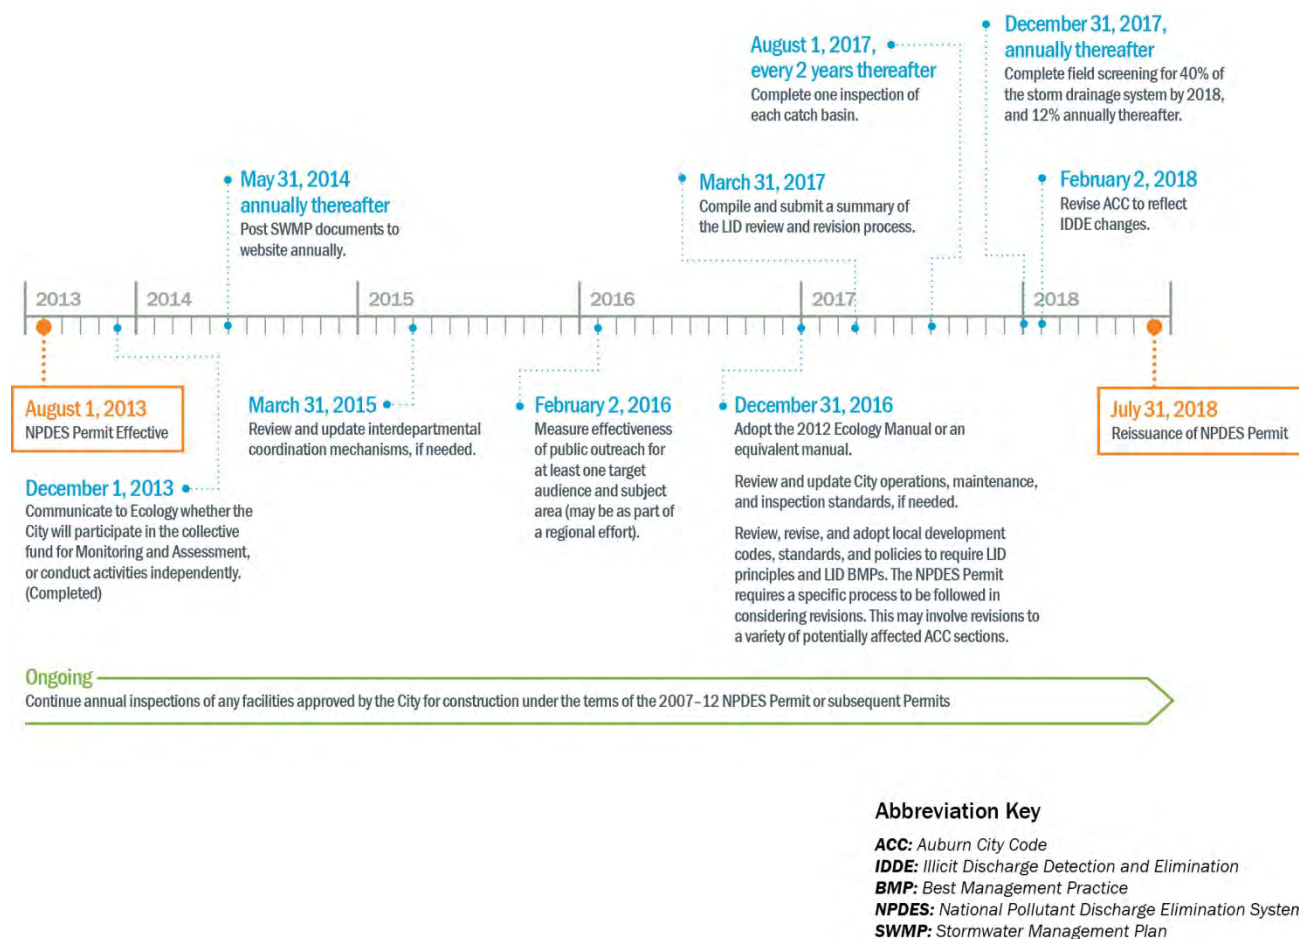 December 31, 2017,
annually thereafter
Complete field screening for 40% of
the storm drainage system by 2018,
and 12% annually thereafter.
August 1, 2017,
every 2 years thereafter
Complete one inspection of
each catch basin.
May 31, 2014
annually thereafter
Post SWMP documents to
website annually.
March 31, 2017
Compile and submit a summary of
the LID review and revision process.
February 2, 2018
Revise ACC to reflect
IDDE changes.
2013 2014 2015 2016 2017 2018
August 1, 2013
NPDES Permit Effective
December 1, 2013
Communicate to Ecology whether the
City will participate in the collective
fund for Monitoring and Assessment,
or conduct activities independently.
(Completed)
March 31, 2015
Review and update interdepartmental
coordination mechanisms, if needed.
February 2, 2016
Measure effectiveness
of public outreach for
at least one target
audience and subject
area (may be as part of
a regional effort).
December 31, 2016
Adopt the 2012 Ecology Manual or an
equivalent manual.
Review and update City operations, maintenance,
and inspection standards, if needed.
Review, revise, and adopt local development
codes, standards, and policies to require LID
principles and LID BMPs. The NPDES Permit
requires a specific process to be followed in
considering revisions. This may involve revisions to
a variety of potentially affected ACC sections.
July 31, 2018
Reissuance of NPDES Permit
Ongoing
Continue annual inspections of any facilities approved by the City for construction under the terms of the 2007–12 NPDES Permit or subsequent Permits
Abbreviation Key
ACC: Auburn City Code
IDDE: Illicit Discharge Detection and Elimination
BMP: Best Management Practice
NPDES: National Pollutant Discharge Elimination System
SWMP: Stormwater Management Plan